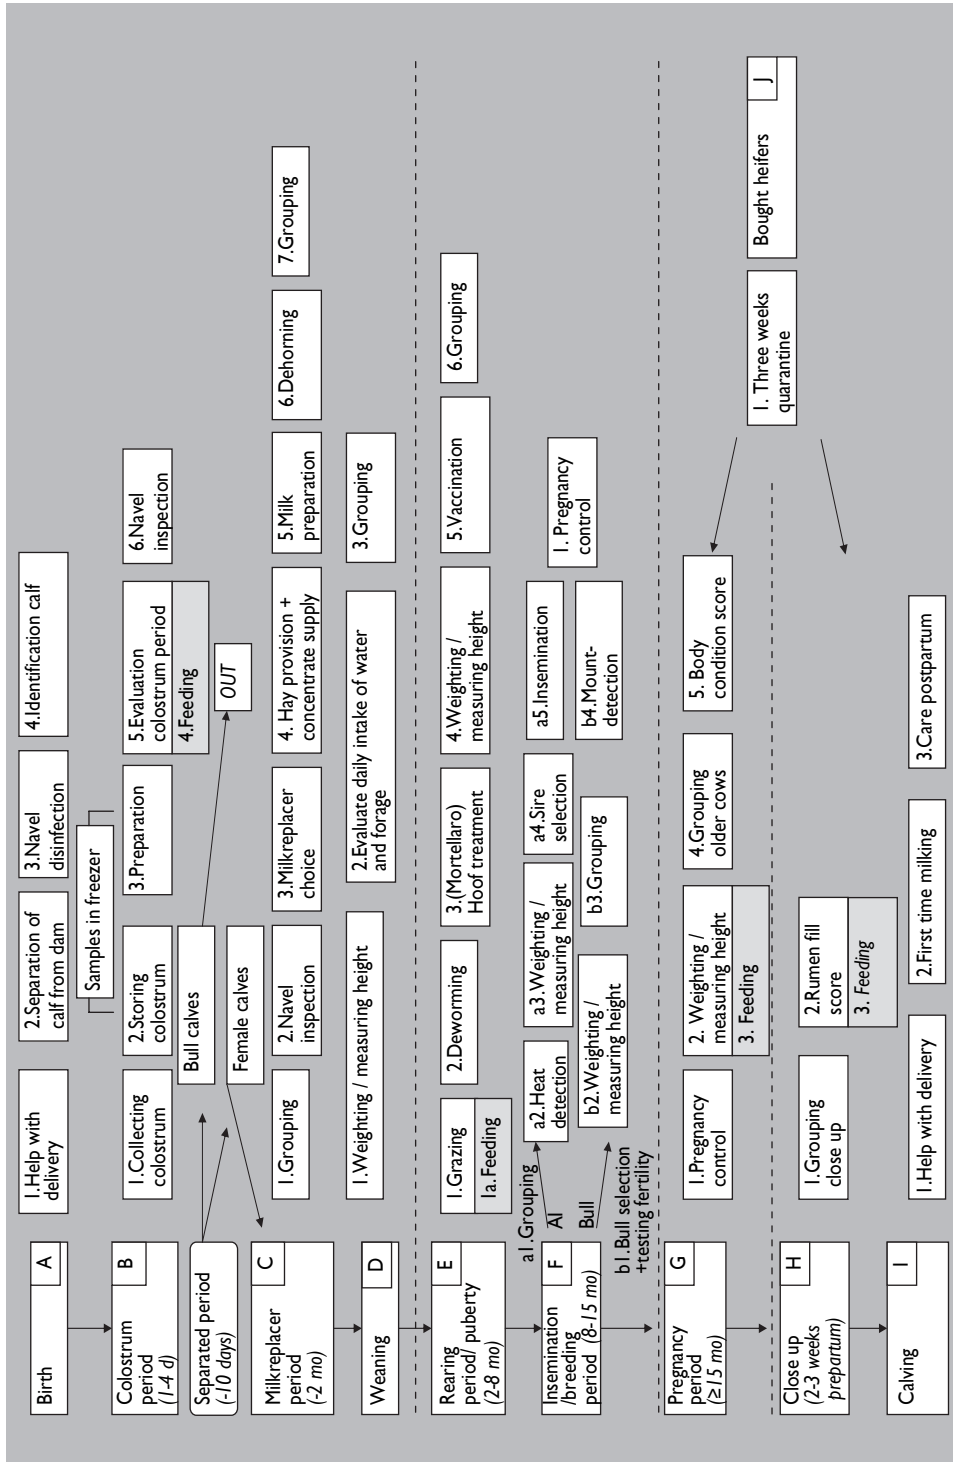 Birth
A
1.Help with
delivery
2.Separation of
calf from dam
3.Navel
disinfection
4.Identification calf
Samples in freezer
Colostrum
period
(1-4 d)
B
1.Collecting
colostrum
2.Storing
colostrum
3.Preparation
5.Evaluation
colostrum period
4.Feeding
6.Navel
inspection
Separated period
(-10 days)
Bull calves
Female calves
OUT
Milkreplacer
period
(-2 mo)
C
1.Grouping
2.Navel
inspection
3.Milkreplacer
choice
4. Hay provision +
concentrate supply
5.Milk
preparation
6.Dehorning
7.Grouping
Weaning
D
1.Weighting / measuring height
2.Evaluate daily intake of water
and forage
3.Grouping
Rearing
period/ puberty
(2-8 mo)
E
1.Grazing
1a.Feeding
2.Deworming
3.(Mortellaro)
Hoof treatment
4.Weighting /
measuring height
5.Vaccination
6.Grouping
Insemination
/breeding
period (8-15 mo)
F
a1.Grouping
AI
Bull
b1.Bull selection
+testing fertility
a2.Heat
detection
a3.Weighting /
measuring height
a4.Sire
selection
a5.Insemination
b2.Weighting /
measuring height
b3.Grouping
b4.Mount-
detection
1. Pregnancy
control
Pregnancy
period
(≥15 mo)
G
1.Pregnancy
control
2. Weighting /
measuring height
3. Feeding
4.Grouping
older cows
5. Body
condition score
1. Three weeks
quarantine
Bought heifers
J
Close up
(2-3 weeks
prepartum)
H
1.Grouping
close up
2.Rumen fill
score
3. Feeding
Calving
I
1.Help with delivery
2.First time milking
3.Care postpartum